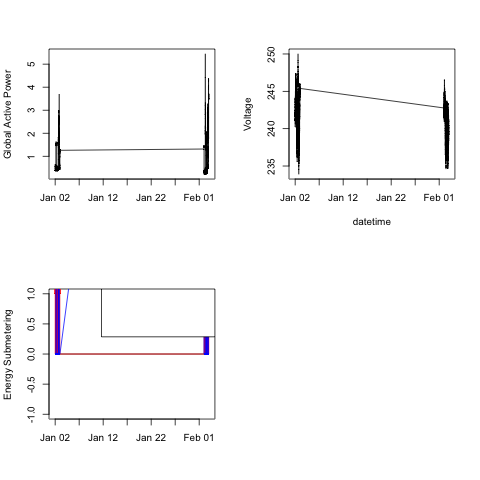 Global Active Power
5
4
3
2
1
Jan 02 Jan 12 Jan 22 Feb 01
Voltage
250
245
240
235
Jan 02 Jan 12 Jan 22 Feb 01
datetime
Energy Submetering
1.0
0.5
0.0
-0.5
-1.0
Jan 02 Jan 12 Jan 22 Feb 01